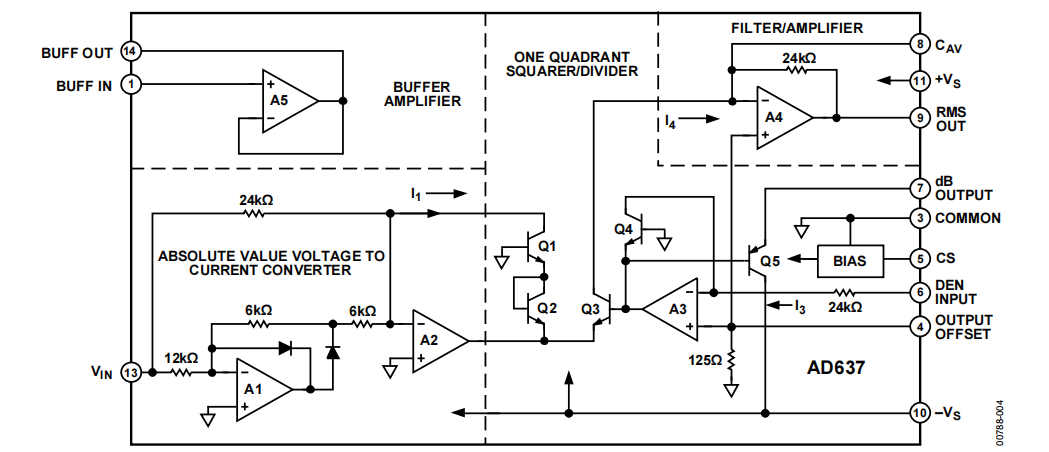 FILTER/AMPLIFIER
BUFF OUT 14
8 CAV
ONE QUADRANT
SQUARER/DIVIDER
24kΩ
BUFF IN 1
+
A5
−
BUFFER
AMPLIFIER
11 +VS
I4
−
A4
+
9 RMS
OUT
7 dB
OUTPUT
I1
24kΩ
3 COMMON
Q4
ABSOLUTE VALUE VOLTAGE TO
CURRENT CONVERTER
Q1
Q5
BIAS
5 CS
6 DEN
INPUT
24kΩ
I3
6kΩ
6kΩ
Q2
Q3
−
A3
+
4 OUTPUT
OFFSET
−
A2
+
VIN 13
12kΩ
−
A1
+
125Ω
AD637
10 −VS
00788-004